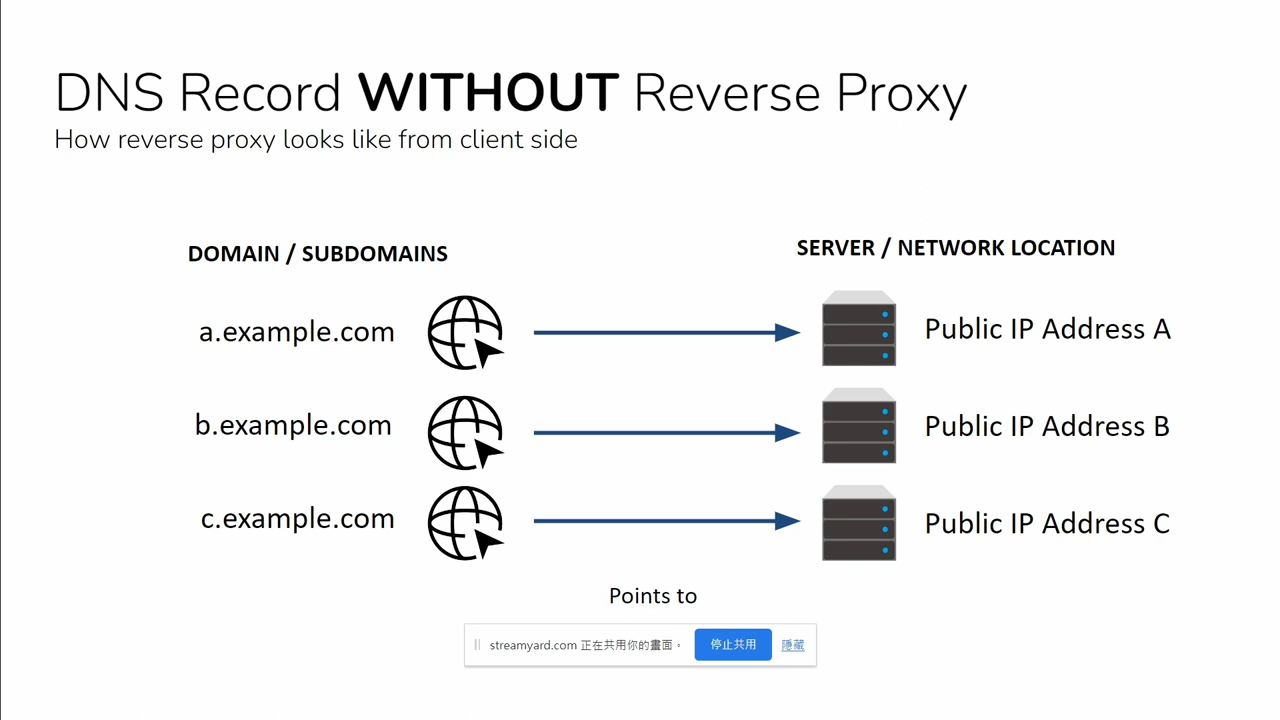 DNS Record WITHOUT Reverse Proxy
How reverse proxy looks like from client side
DOMAIN / SUBDOMAINS
SERVER / NETWORK LOCATION
a.example.com
Public IP Address A
b.example.com
Public IP Address B
c.example.com
Public IP Address C
Points to
streamyard.com 正在共用你的畫面。
停止共用
隱藏